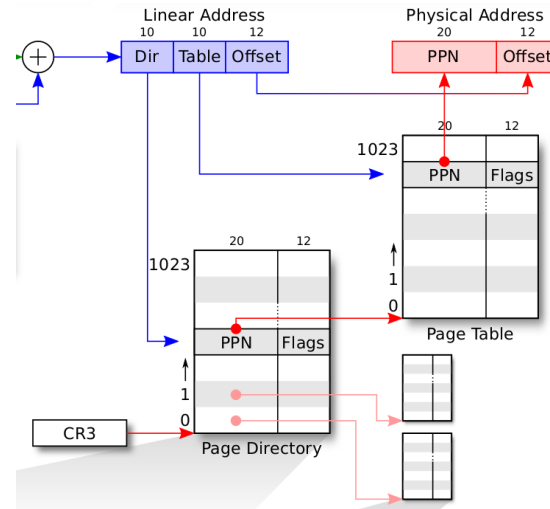 Linear Address
10 10 12
Dir Table Offset
Physical Address
20 12
PPN Offset
20 12
1023
PPN Flags
1
0
Page Table
20 12
1023
PPN Flags
1
0
Page Directory
CR3